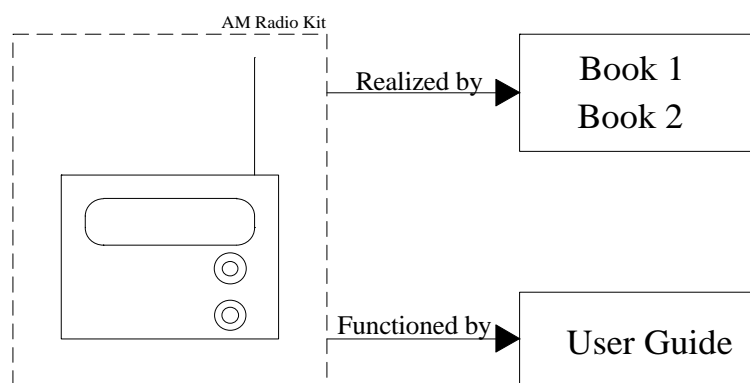 AM Radio Kit
Realized by
Book 1
Book 2
Functioned by
User Guide